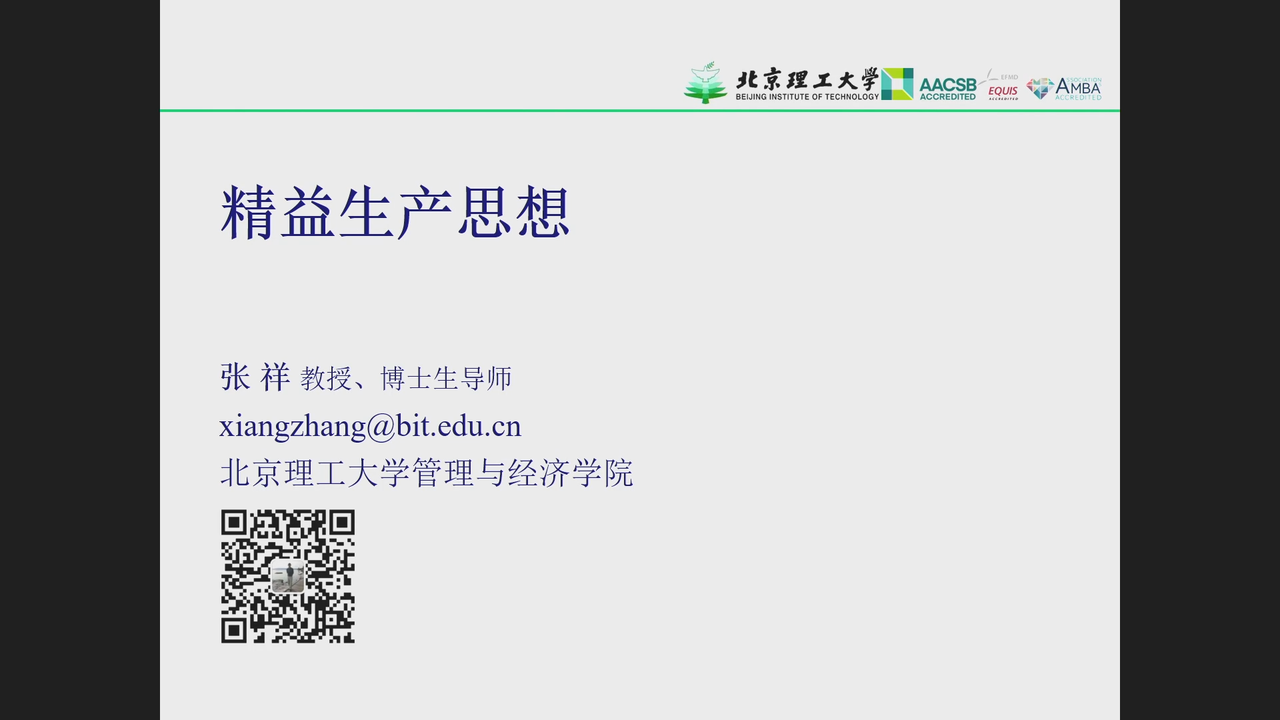 北京理工大學
BEIJING INSTITUTE OF TECHNOLOGY
AACSB
ACCREDITED
EFMD
EQUIS
ACCREDITED
ASSOCIATION
AMBA
ACCREDITED
精益生产思想
张 祥 教授、博士生导师
xiangzhang@bit.edu.cn
北京理工大学管理与经济学院